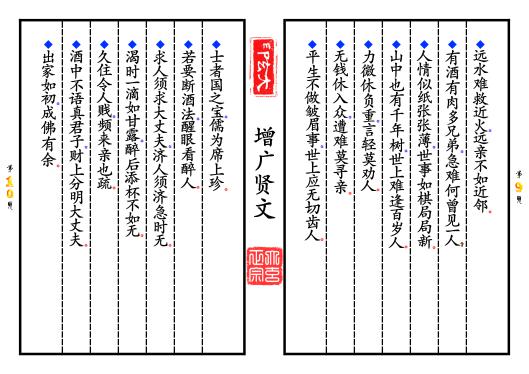 第9页
◆远水难救近火，远亲不如近邻。
◆有酒有肉多兄弟，急难何曾见一人。
◆人情似纸张张薄，世事如棋局局新。
◆山中也有千年树，世上难逢百岁人。
◆力微休负重，言轻莫劝人。
◆无钱休入众，遭难莫寻亲。
◆平生不做皱眉事，世上应无切齿人。
增广贤文
◆士者国之宝，儒为席上珍。
◆若要断酒法，醒眼看醉人。
◆求人须求大丈夫，济人须济急时无。
◆渴时一滴如甘露，醉后添杯不如无。
◆久住令人贱，频来亲也疏。
◆酒中不语真君子，财上分明大丈夫。
◆出家如初，成佛有余。
第10页